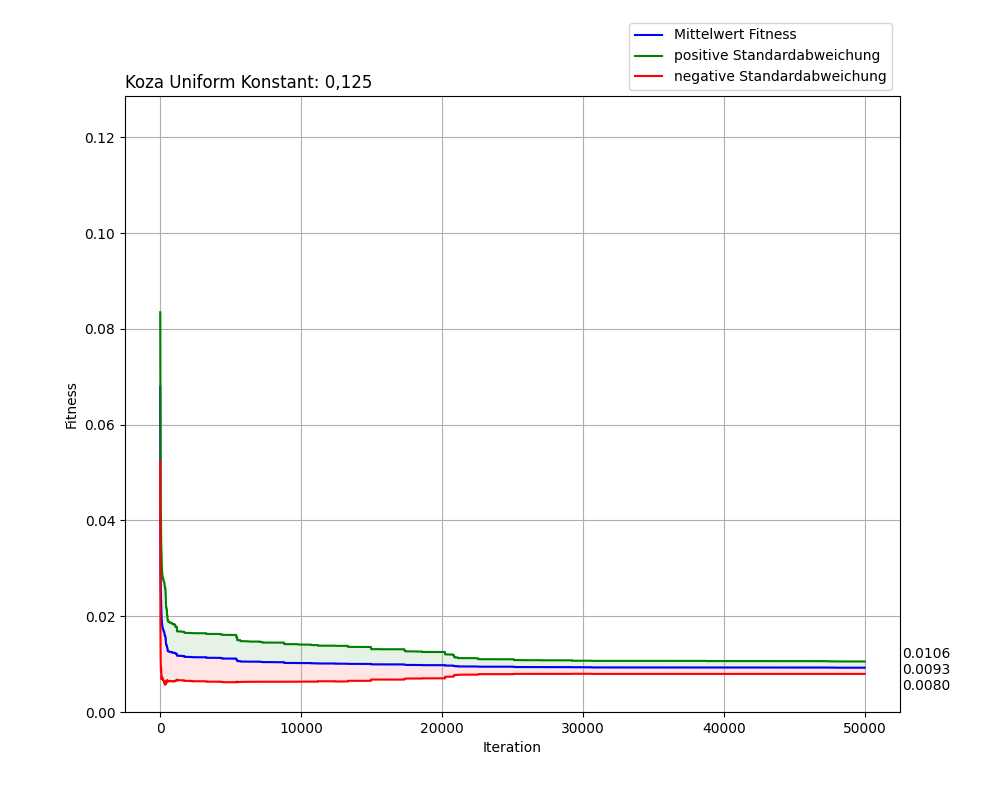 Mittelwert Fitness
positive Standardabweichung
negative Standardabweichung
Koza Uniform Konstant: 0,125
0.12
0.10
0.08
0.06
0.04
0.02
0.00
Fitness
0.0106
0.0093
0.0080
0 10000 20000 30000 40000 50000
Iteration